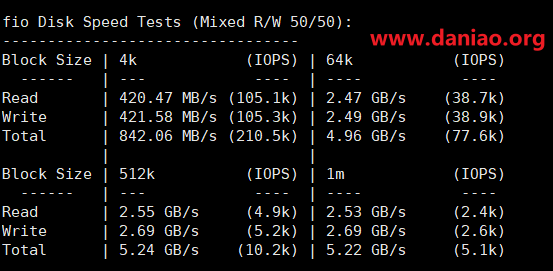 fio Disk Speed Tests (Mixed R/W 50/50):
---------------------------------
www.daniao.org
Block Size | 4k            (IOPS) | 64k           (IOPS)
  ------   | ---            ----  | ----           ----
Read       | 420.47 MB/s (105.1k) | 2.47 GB/s    (38.7k)
Write      | 421.58 MB/s (105.3k) | 2.49 GB/s    (38.9k)
Total      | 842.06 MB/s (210.5k) | 4.96 GB/s    (77.6k)
           |                      |
Block Size | 512k          (IOPS) | 1m            (IOPS)
  ------   | ---            ----  | ----           ----
Read       | 2.55 GB/s     (4.9k) | 2.53 GB/s     (2.4k)
Write      | 2.69 GB/s     (5.2k) | 2.69 GB/s     (2.6k)
Total      | 5.24 GB/s    (10.2k) | 5.22 GB/s     (5.1k)